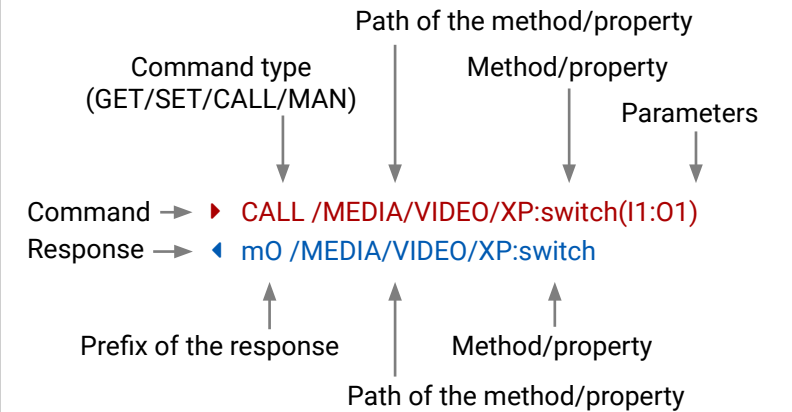 Path of the method/property
Command type
(GET/SET/CALL/MAN)
Method/property
Parameters
Command
CALL /MEDIA/VIDEO/XP:switch(I1:O1)
Response
mO /MEDIA/VIDEO/XP:switch
Prefix of the response
Method/property
Path of the method/property